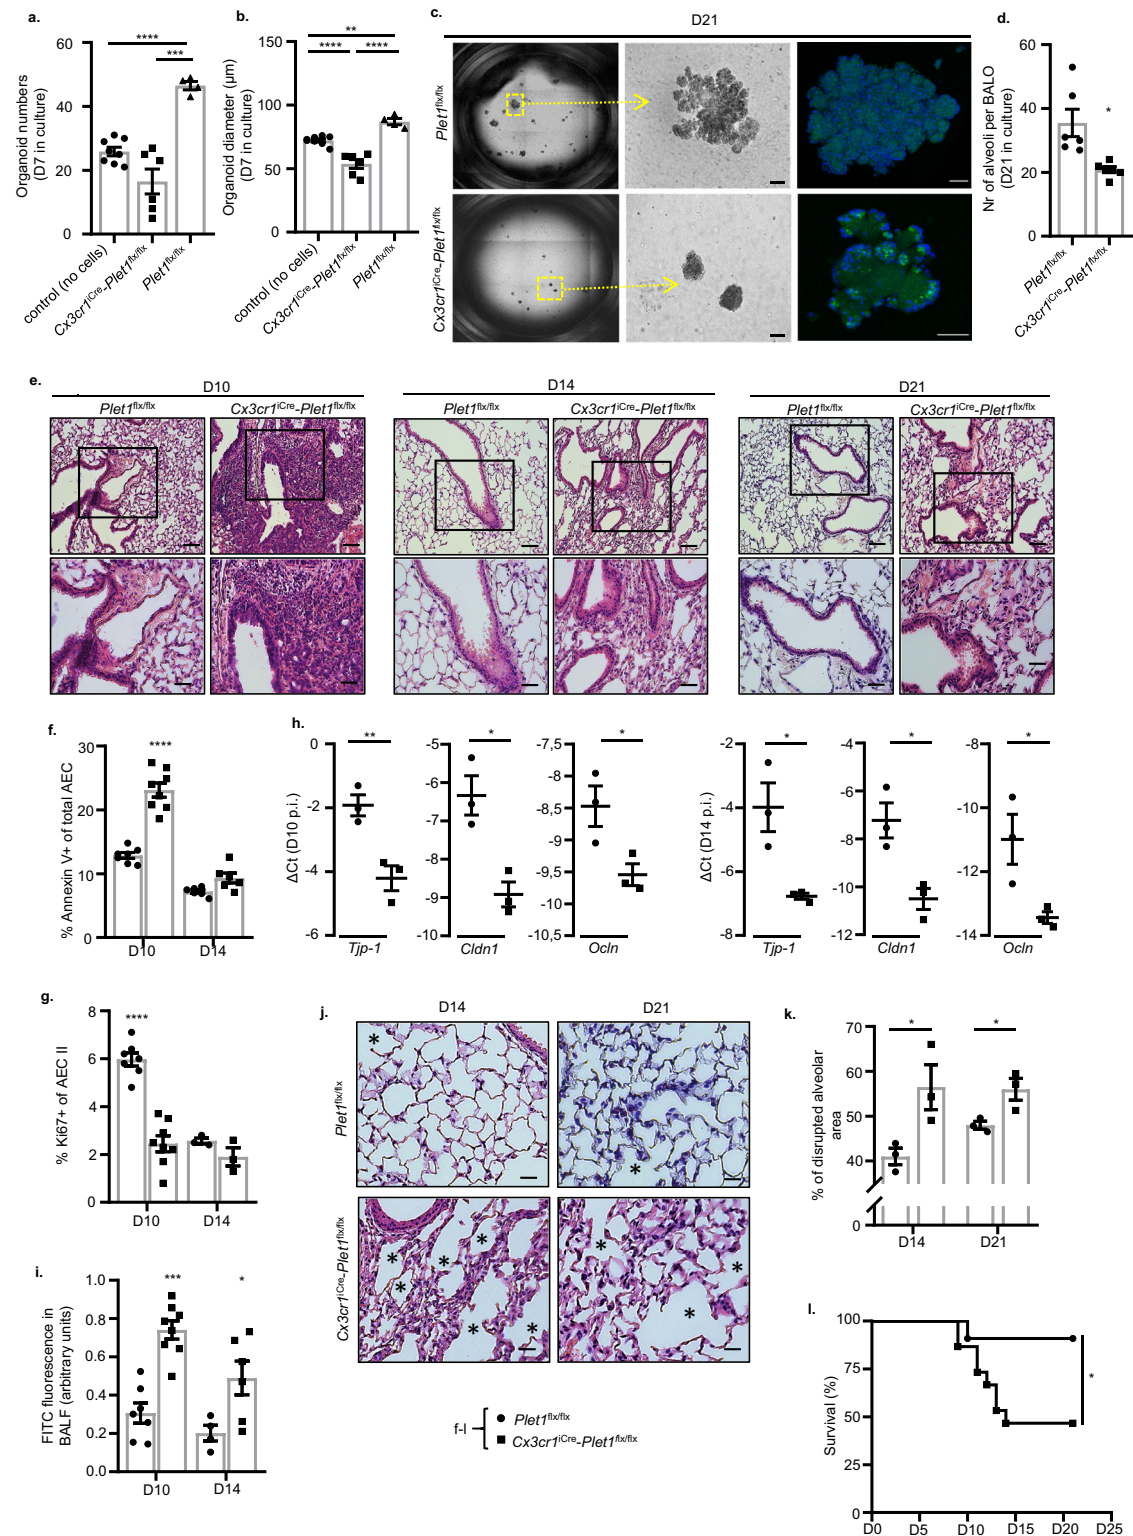 a.
****
***
60
40
20
0
Organoid numbers
(D7 in culture)
control (no cells)
Cx3cr1iCre-Plet1flx/flx
Plet1flx/flx
b.
**
**** ****
150
100
50
0
Organoid diameter (μm)
(D7 in culture)
control (no cells)
Cx3cr1iCre-Plet1flx/flx
Plet1flx/flx
c.
D21
Plet1flx/flx
Cx3cr1iCre-Plet1flx/flx
d.
60
40
20
0
*
Nr of alveoli per BALO
(D21 in culture)
Plet1flx/flx
Cx3cr1iCre-Plet1flx/flx
e.
D10 D14 D21
Plet1flx/flx Cx3cr1iCre-Plet1flx/flx Plet1flx/flx Cx3cr1iCre-Plet1flx/flx Plet1flx/flx Cx3cr1iCre-Plet1flx/flx
f.
****
30
20
10
0
% Annexin V+ of total AEC
D10 D14
h.
ΔCt (D10 p.i.)
0
-2
-4
-6
**
Tjp-1
-5
-6
-7
-8
-9
-10
*
Cldn1
-7,5
-8,0
-8,5
-9,0
-9,5
-10,0
-10,5
*
Ocln
ΔCt (D14 p.i.)
-2
-4
-6
-8
*
Tjp-1
-4
-6
-8
-10
-12
*
Cldn1
-8
-10
-12
-14
*
Ocln
g.
****
8
6
4
2
0
% Ki67+ of AEC II
D10 D14
i.
*** *
1.0
0.8
0.6
0.4
0.2
0.0
FITC fluorescence in
BALF (arbitrary units)
D10 D14
j.
D14 D21
Plet1flx/flx
Cx3cr1iCre-Plet1flx/flx
* *
* * * * * *
* * *
f-l
Plet1flx/flx
Cx3cr1iCre-Plet1flx/flx
k.
* *
70
60
50
40
0
% of disrupted alveolar
area
D14 D21
l.
100
75
50
25
0
*
Survival (%)
D0 D5 D10 D15 D20 D25